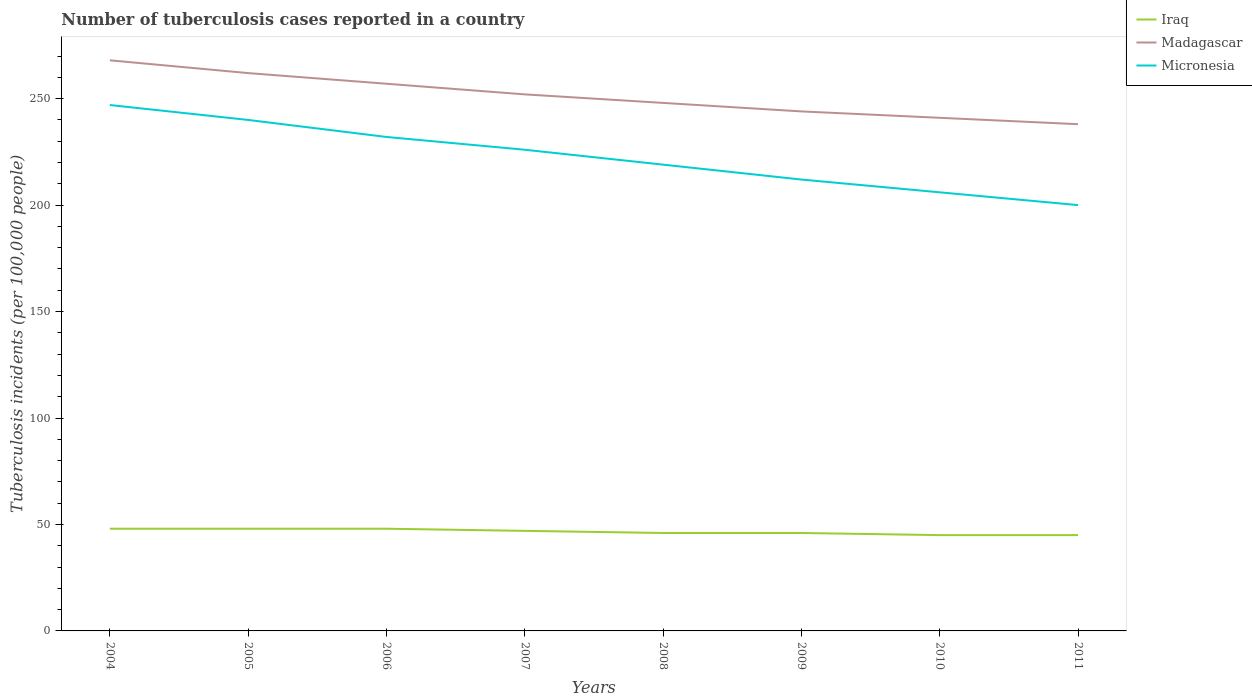 Number of tuberculosis cases reported in a country
Iraq
Madagascar
Micronesia
Tuberculosis incidents (per 100,000 people)
250
200
150
100
50
0
2004
2005
2006
2007
2008
2009
2010
2011
Years